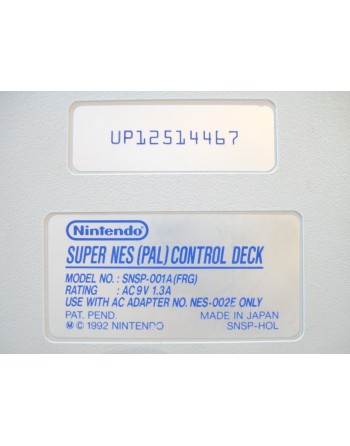 UP12514467
Nintendo
SUPER NES (PAL) CONTROL DECK
MODEL NO. : SNSP-001A(FRG)
RATING : AC 9V 1.3A
USE WITH AC ADAPTER NO. NES-002E ONLY
PAT. PEND. MADE IN JAPAN
Ⓜ © 1992 NINTENDO SNSP-HOL